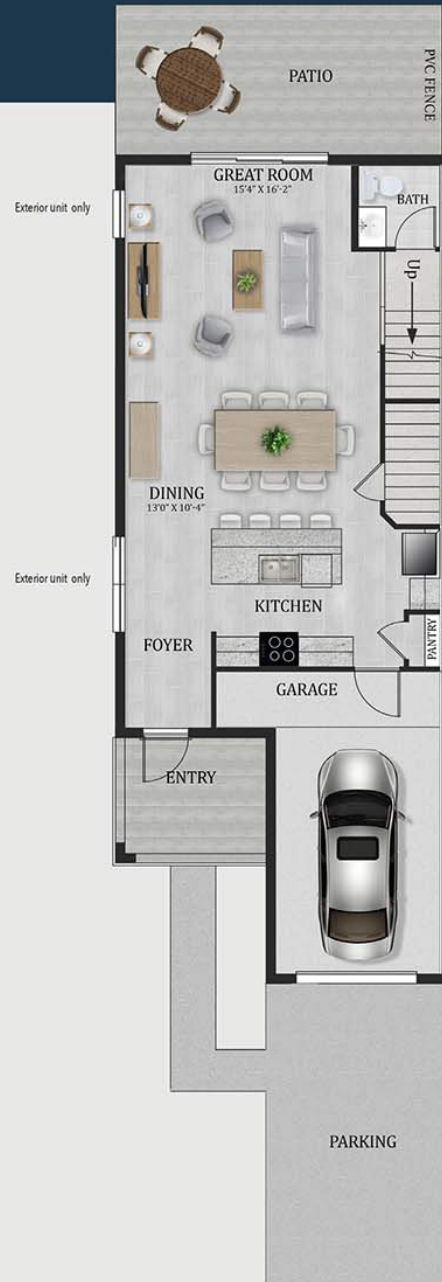 PATIO
PVC FENCE
GREAT ROOM
15'4" X 16'-2"
BATH
Exterior unit only
Up
DINING
13'0" X 10'-4"
Exterior unit only
KITCHEN
PANTRY
FOYER
GARAGE
ENTRY
PARKING